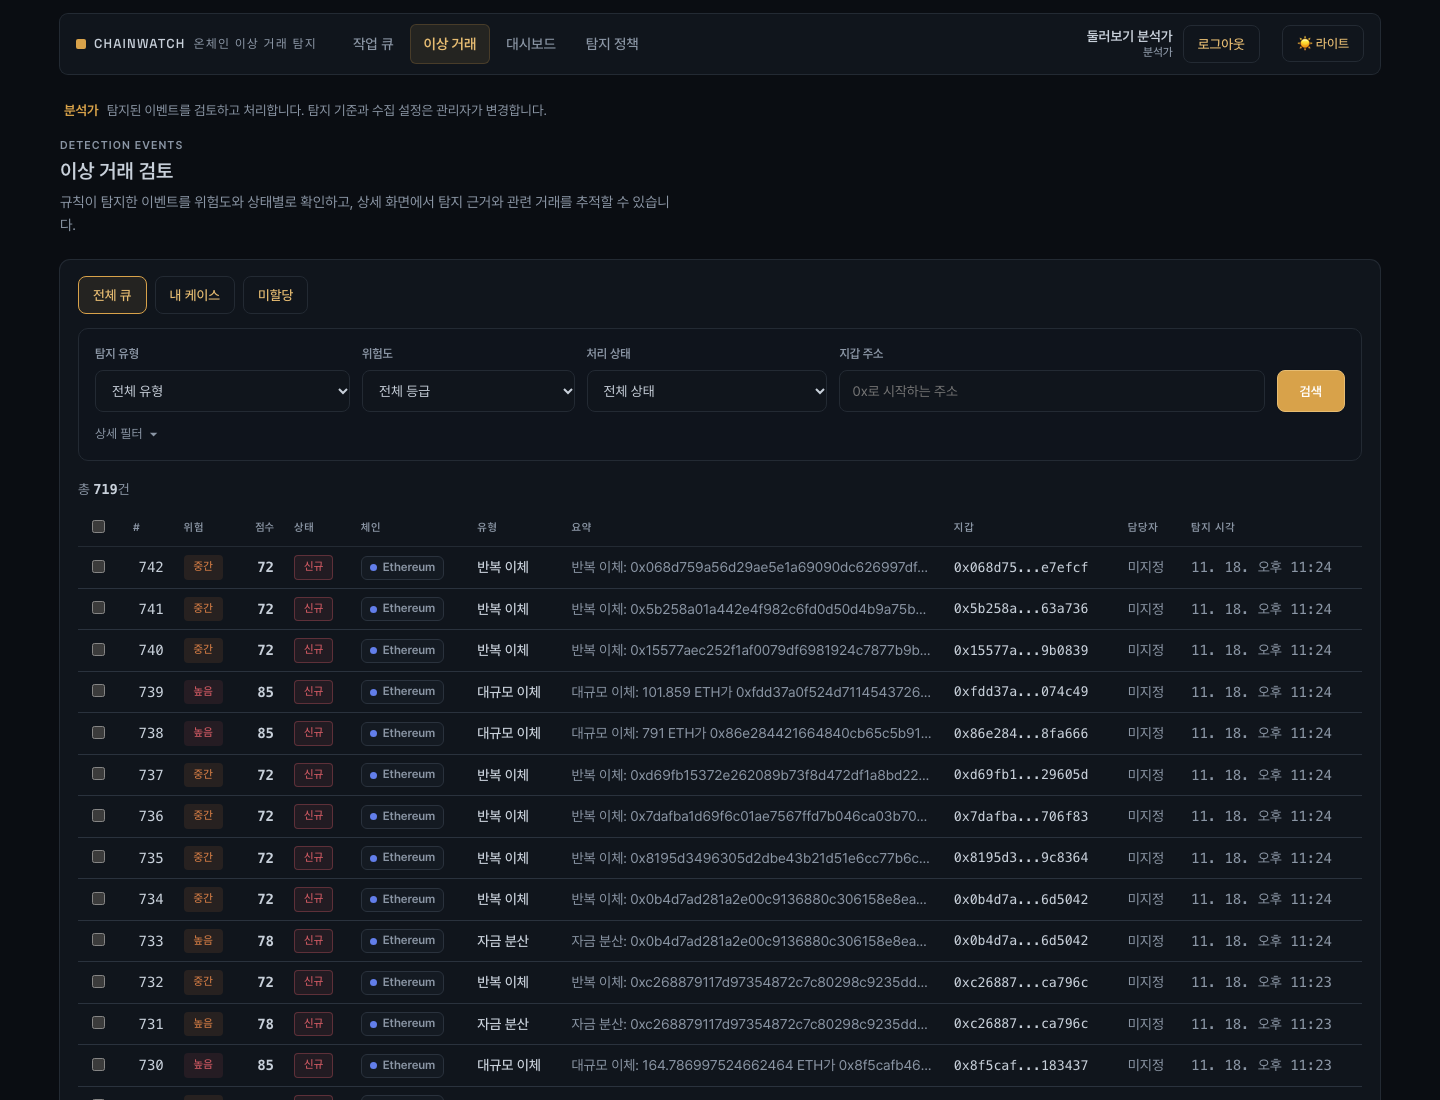 CHAINWATCH 온체인 이상 거래 탐지 작업 큐 이상 거래 대시보드 탐지 정책 둘러보기 분석가 로그아웃 라이트
분석가
분석가 탐지된 이벤트를 검토하고 처리합니다. 탐지 기준과 수집 설정은 관리자가 변경합니다.
DETECTION EVENTS
이상 거래 검토
규칙이 탐지한 이벤트를 위험도와 상태별로 확인하고, 상세 화면에서 탐지 근거와 관련 거래를 추적할 수 있습니
다.
전체 큐 내 케이스 미할당
탐지 유형 위험도 처리 상태 지갑 주소
전체 유형 전체 등급 전체 상태 0x로 시작하는 주소 검색
상세 필터
총 719건
# 위험 점수 상태 체인 유형 요약 지갑 담당자 탐지 시각
742 중간 72 신규 Ethereum 반복 이체 반복 이체: 0x068d759a56d29ae5e1a69090dc626997df... 0x068d75...e7efcf 미지정 11. 18. 오후 11:24
741 중간 72 신규 Ethereum 반복 이체 반복 이체: 0x5b258a01a442e4f982c6fd0d50d4b9a75b... 0x5b258a...63a736 미지정 11. 18. 오후 11:24
740 중간 72 신규 Ethereum 반복 이체 반복 이체: 0x15577aec252f1af0079df6981924c7877b9b... 0x15577a...9b0839 미지정 11. 18. 오후 11:24
739 높음 85 신규 Ethereum 대규모 이체 대규모 이체: 101.859 ETH가 0xfdd37a0f524d7114543726... 0xfdd37a...074c49 미지정 11. 18. 오후 11:24
738 높음 85 신규 Ethereum 대규모 이체 대규모 이체: 791 ETH가 0x86e284421664840cb65c5b91... 0x86e284...8fa666 미지정 11. 18. 오후 11:24
737 중간 72 신규 Ethereum 반복 이체 반복 이체: 0xd69fb15372e262089b73f8d472df1a8bd22... 0xd69fb1...29605d 미지정 11. 18. 오후 11:24
736 중간 72 신규 Ethereum 반복 이체 반복 이체: 0x7dafba1d69f6c01ae7567ffd7b046ca03b70... 0x7dafba...706f83 미지정 11. 18. 오후 11:24
735 중간 72 신규 Ethereum 반복 이체 반복 이체: 0x8195d3496305d2dbe43b21d51e6cc77b6c... 0x8195d3...9c8364 미지정 11. 18. 오후 11:24
734 중간 72 신규 Ethereum 반복 이체 반복 이체: 0x0b4d7ad281a2e00c9136880c306158e8ea... 0x0b4d7a...6d5042 미지정 11. 18. 오후 11:24
733 높음 78 신규 Ethereum 자금 분산 자금 분산: 0x0b4d7ad281a2e00c9136880c306158e8ea... 0x0b4d7a...6d5042 미지정 11. 18. 오후 11:24
732 중간 72 신규 Ethereum 반복 이체 반복 이체: 0xc268879117d97354872c7c80298c9235dd... 0xc26887...ca796c 미지정 11. 18. 오후 11:23
731 높음 78 신규 Ethereum 자금 분산 자금 분산: 0xc268879117d97354872c7c80298c9235dd... 0xc26887...ca796c 미지정 11. 18. 오후 11:23
730 높음 85 신규 Ethereum 대규모 이체 대규모 이체: 164.786997524662464 ETH가 0x8f5cafb46... 0x8f5caf...183437 미지정 11. 18. 오후 11:23